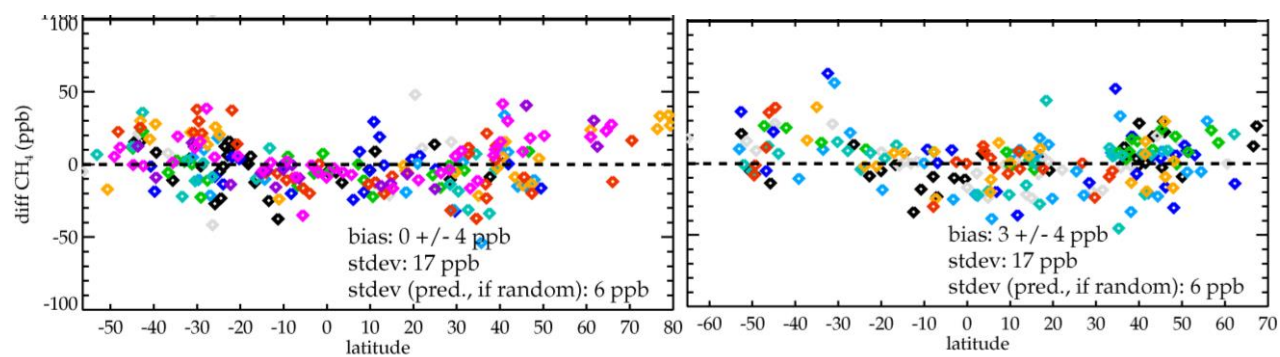 100
50
0
-50
-100
diff CH₄ (ppb)
bias: 0 +/- 4 ppb
stdev: 17 ppb
stdev (pred., if random): 6 ppb
-50 -40 -30 -20 -10 0 10 20 30 40 50 60 70 80
latitude
bias: 3 +/- 4 ppb
stdev: 17 ppb
stdev (pred., if random): 6 ppb
-60 -50 -40 -30 -20 -10 0 10 20 30 40 50 60 70
latitude